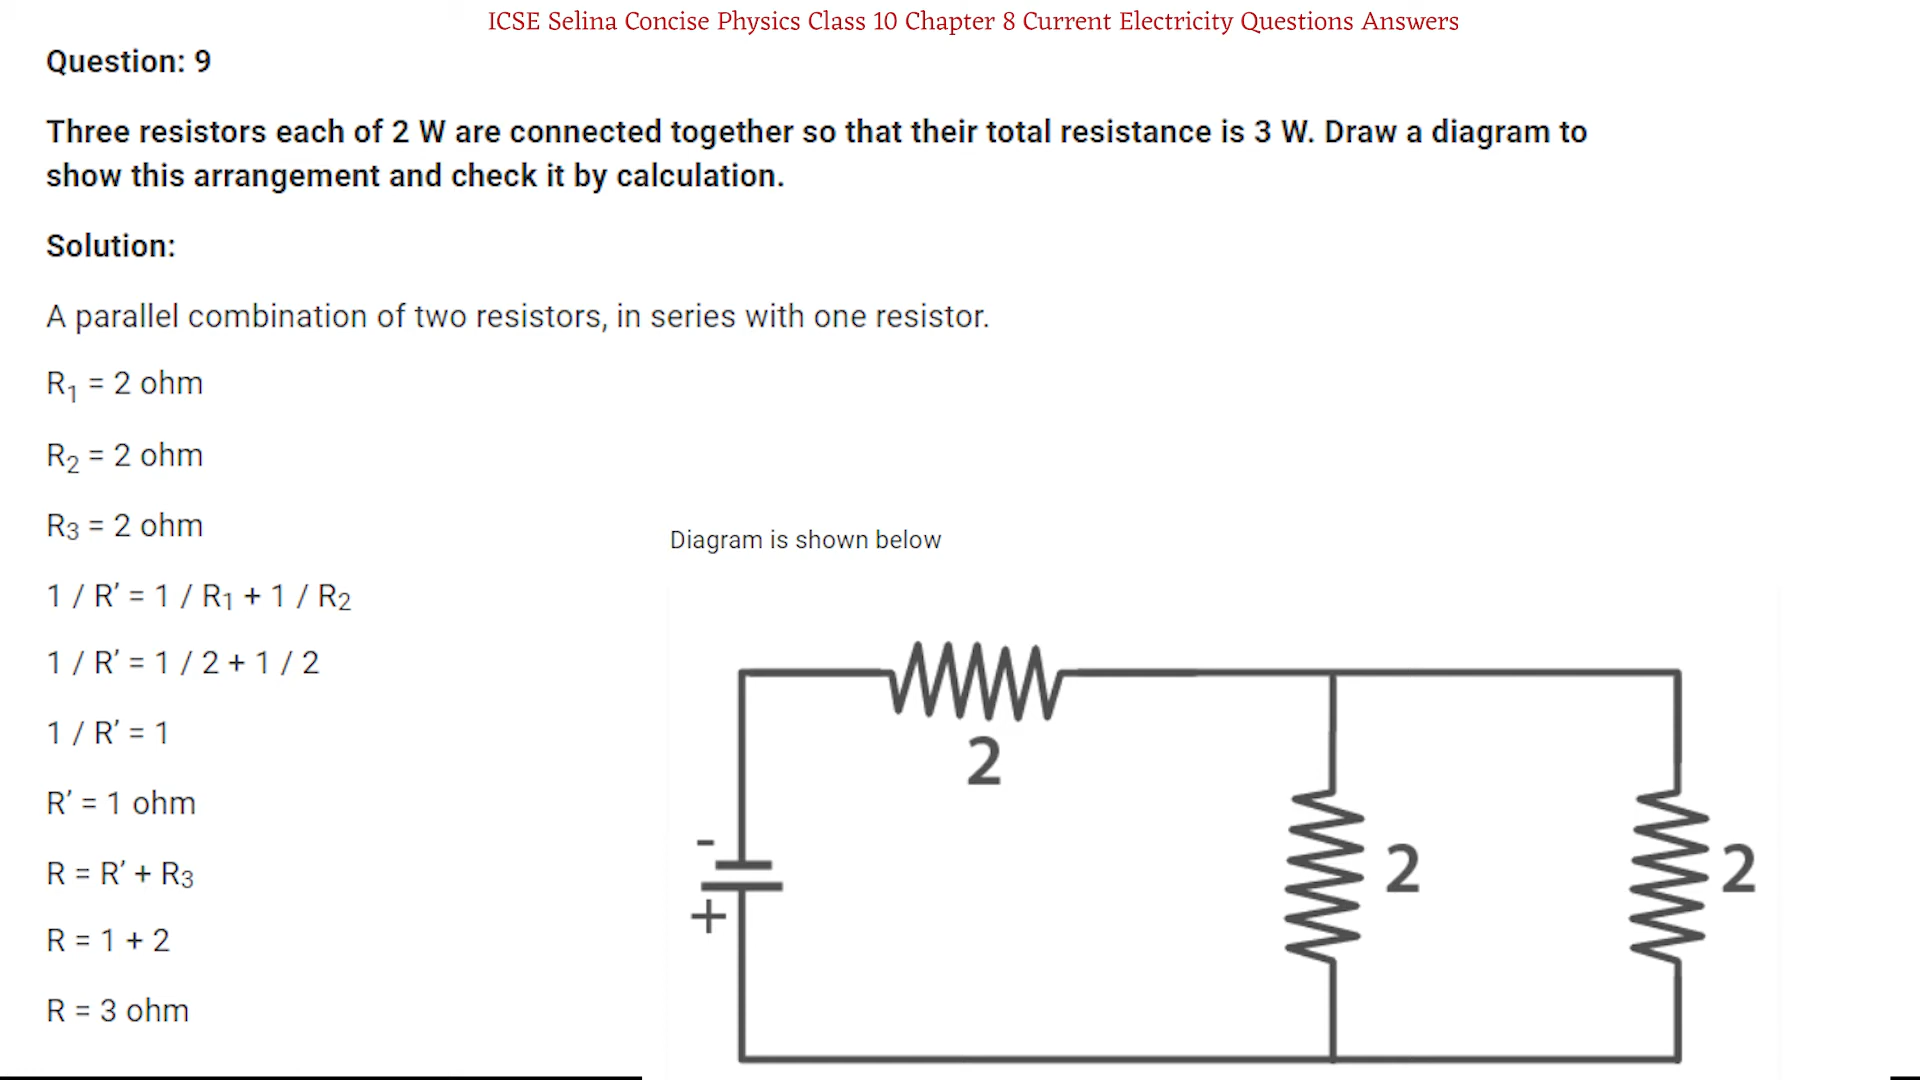 ICSE Selina Concise Physics Class 10 Chapter 8 Current Electricity Questions Answers
Question: 9
Three resistors each of 2 W are connected together so that their total resistance is 3 W. Draw a diagram to
show this arrangement and check it by calculation.
Solution:
A parallel combination of two resistors, in series with one resistor.
R₁ = 2 ohm
R₂ = 2 ohm
R₃ = 2 ohm
1 / R’ = 1 / R₁ + 1 / R₂
1 / R’ = 1 / 2 + 1 / 2
1 / R’ = 1
R’ = 1 ohm
R = R’ + R₃
R = 1 + 2
R = 3 ohm
Diagram is shown below
2
-
+
2
2